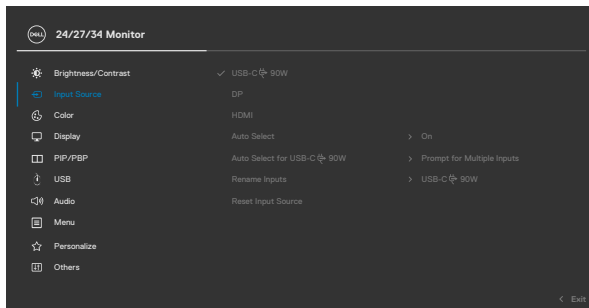 DELL 24/27/34 Monitor
Brightness/Contrast USB-C 90W
Input Source DP
Color HDMI
Display Auto Select On
PIP/PBP Auto Select for USB-C 90W Prompt for Multiple Inputs
USB Rename Inputs USB-C 90W
Audio Reset Input Source
Menu
Personalize
Others
Exit